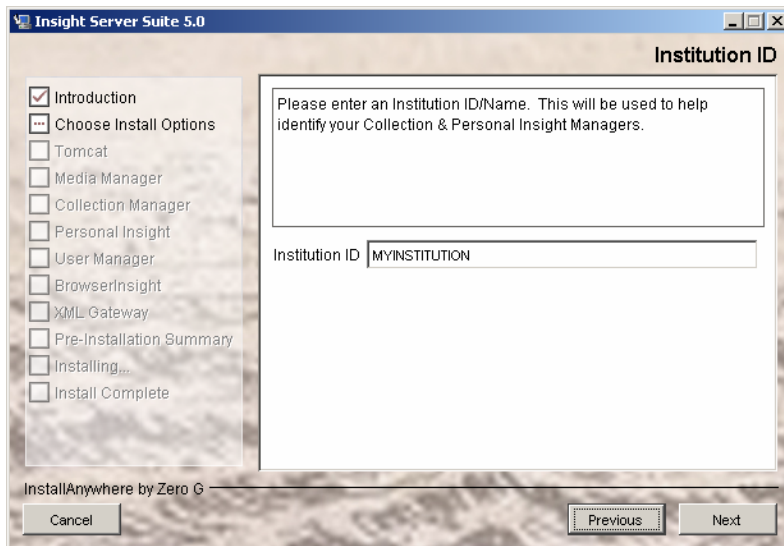 Insight Server Suite 5.0
Institution ID
Introduction
Choose Install Options
Tomcat
Media Manager
Collection Manager
Personal Insight
User Manager
BrowserInsight
XML Gateway
Pre-Installation Summary
Installing...
Install Complete
Please enter an Institution ID/Name. This will be used to help
identify your Collection & Personal Insight Managers.
Institution ID MYINSTITUTION
InstallAnywhere by Zero G
Cancel Previous Next